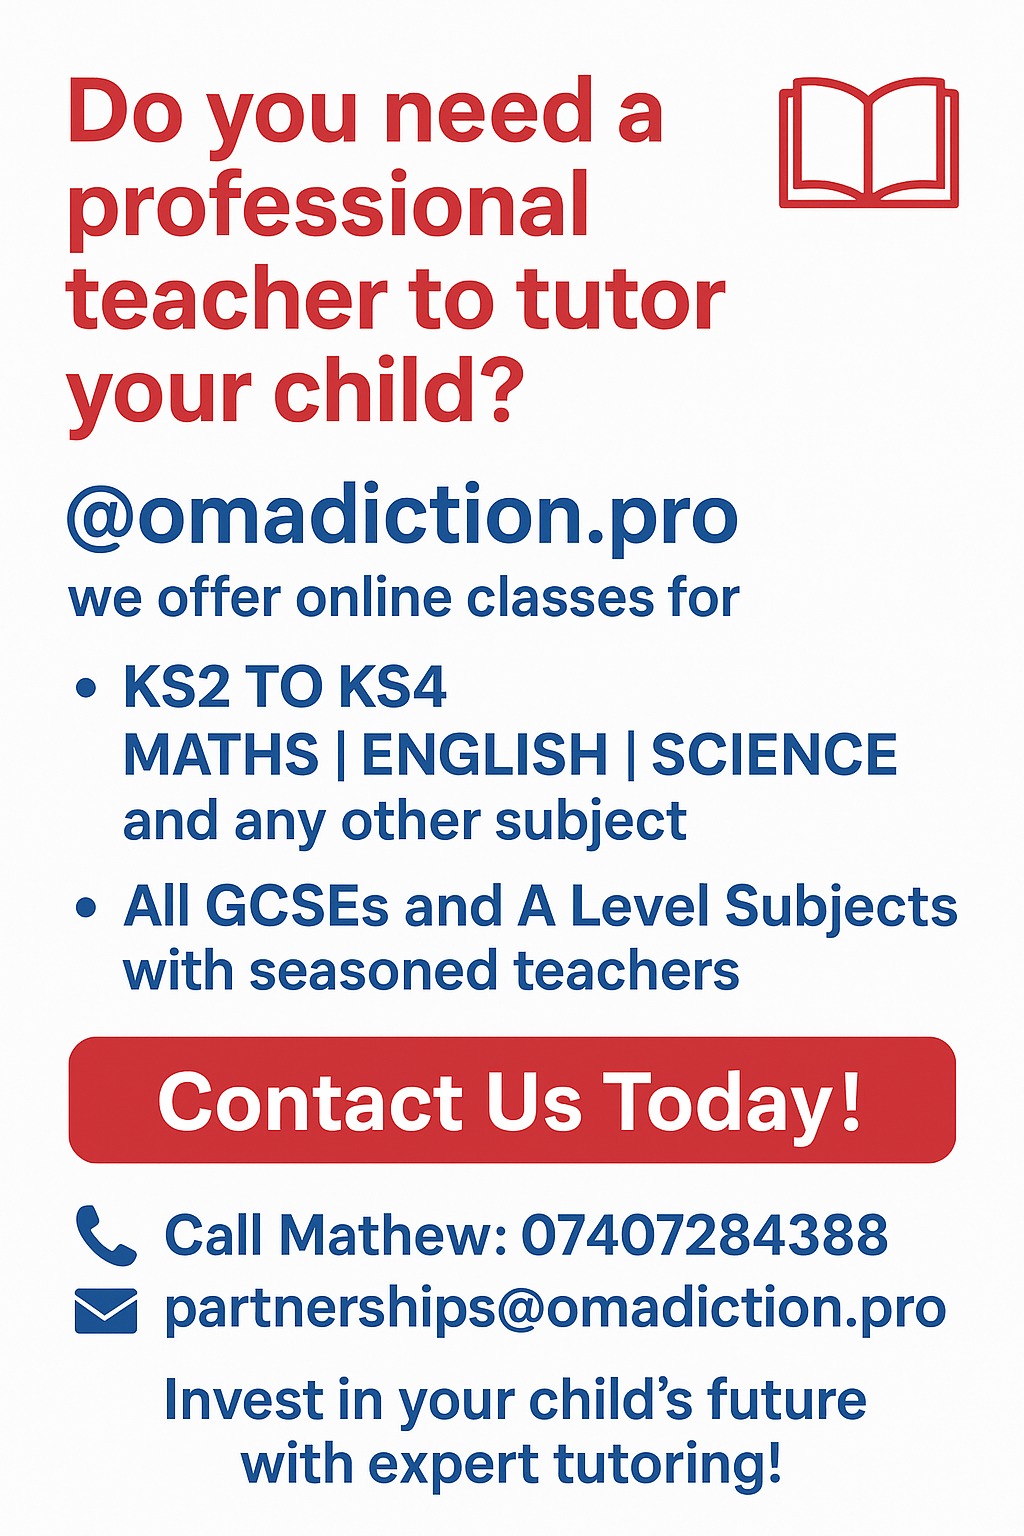 Do you need a
professional
teacher to tutor
your child?
@omadiction.pro
we offer online classes for
• KS2 TO KS4
MATHS | ENGLISH | SCIENCE
and any other subject
• All GCSEs and A Level Subjects
with seasoned teachers
Contact Us Today!
Call Mathew: 07407284388
partnerships@omadiction.pro
Invest in your child’s future
with expert tutoring!